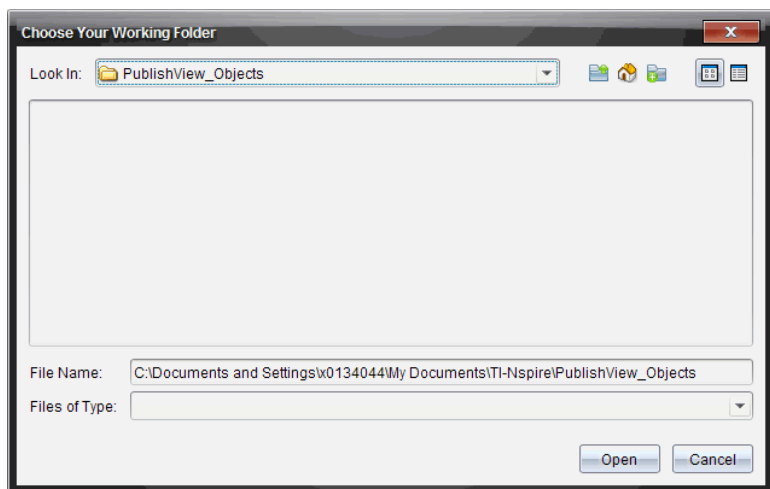 Choose Your Working Folder
Look In: PublishView_Objects
File Name: C:\Documents and Settings\x0134044\My Documents\TI-Nspire\PublishView_Objects
Files of Type:
Open Cancel